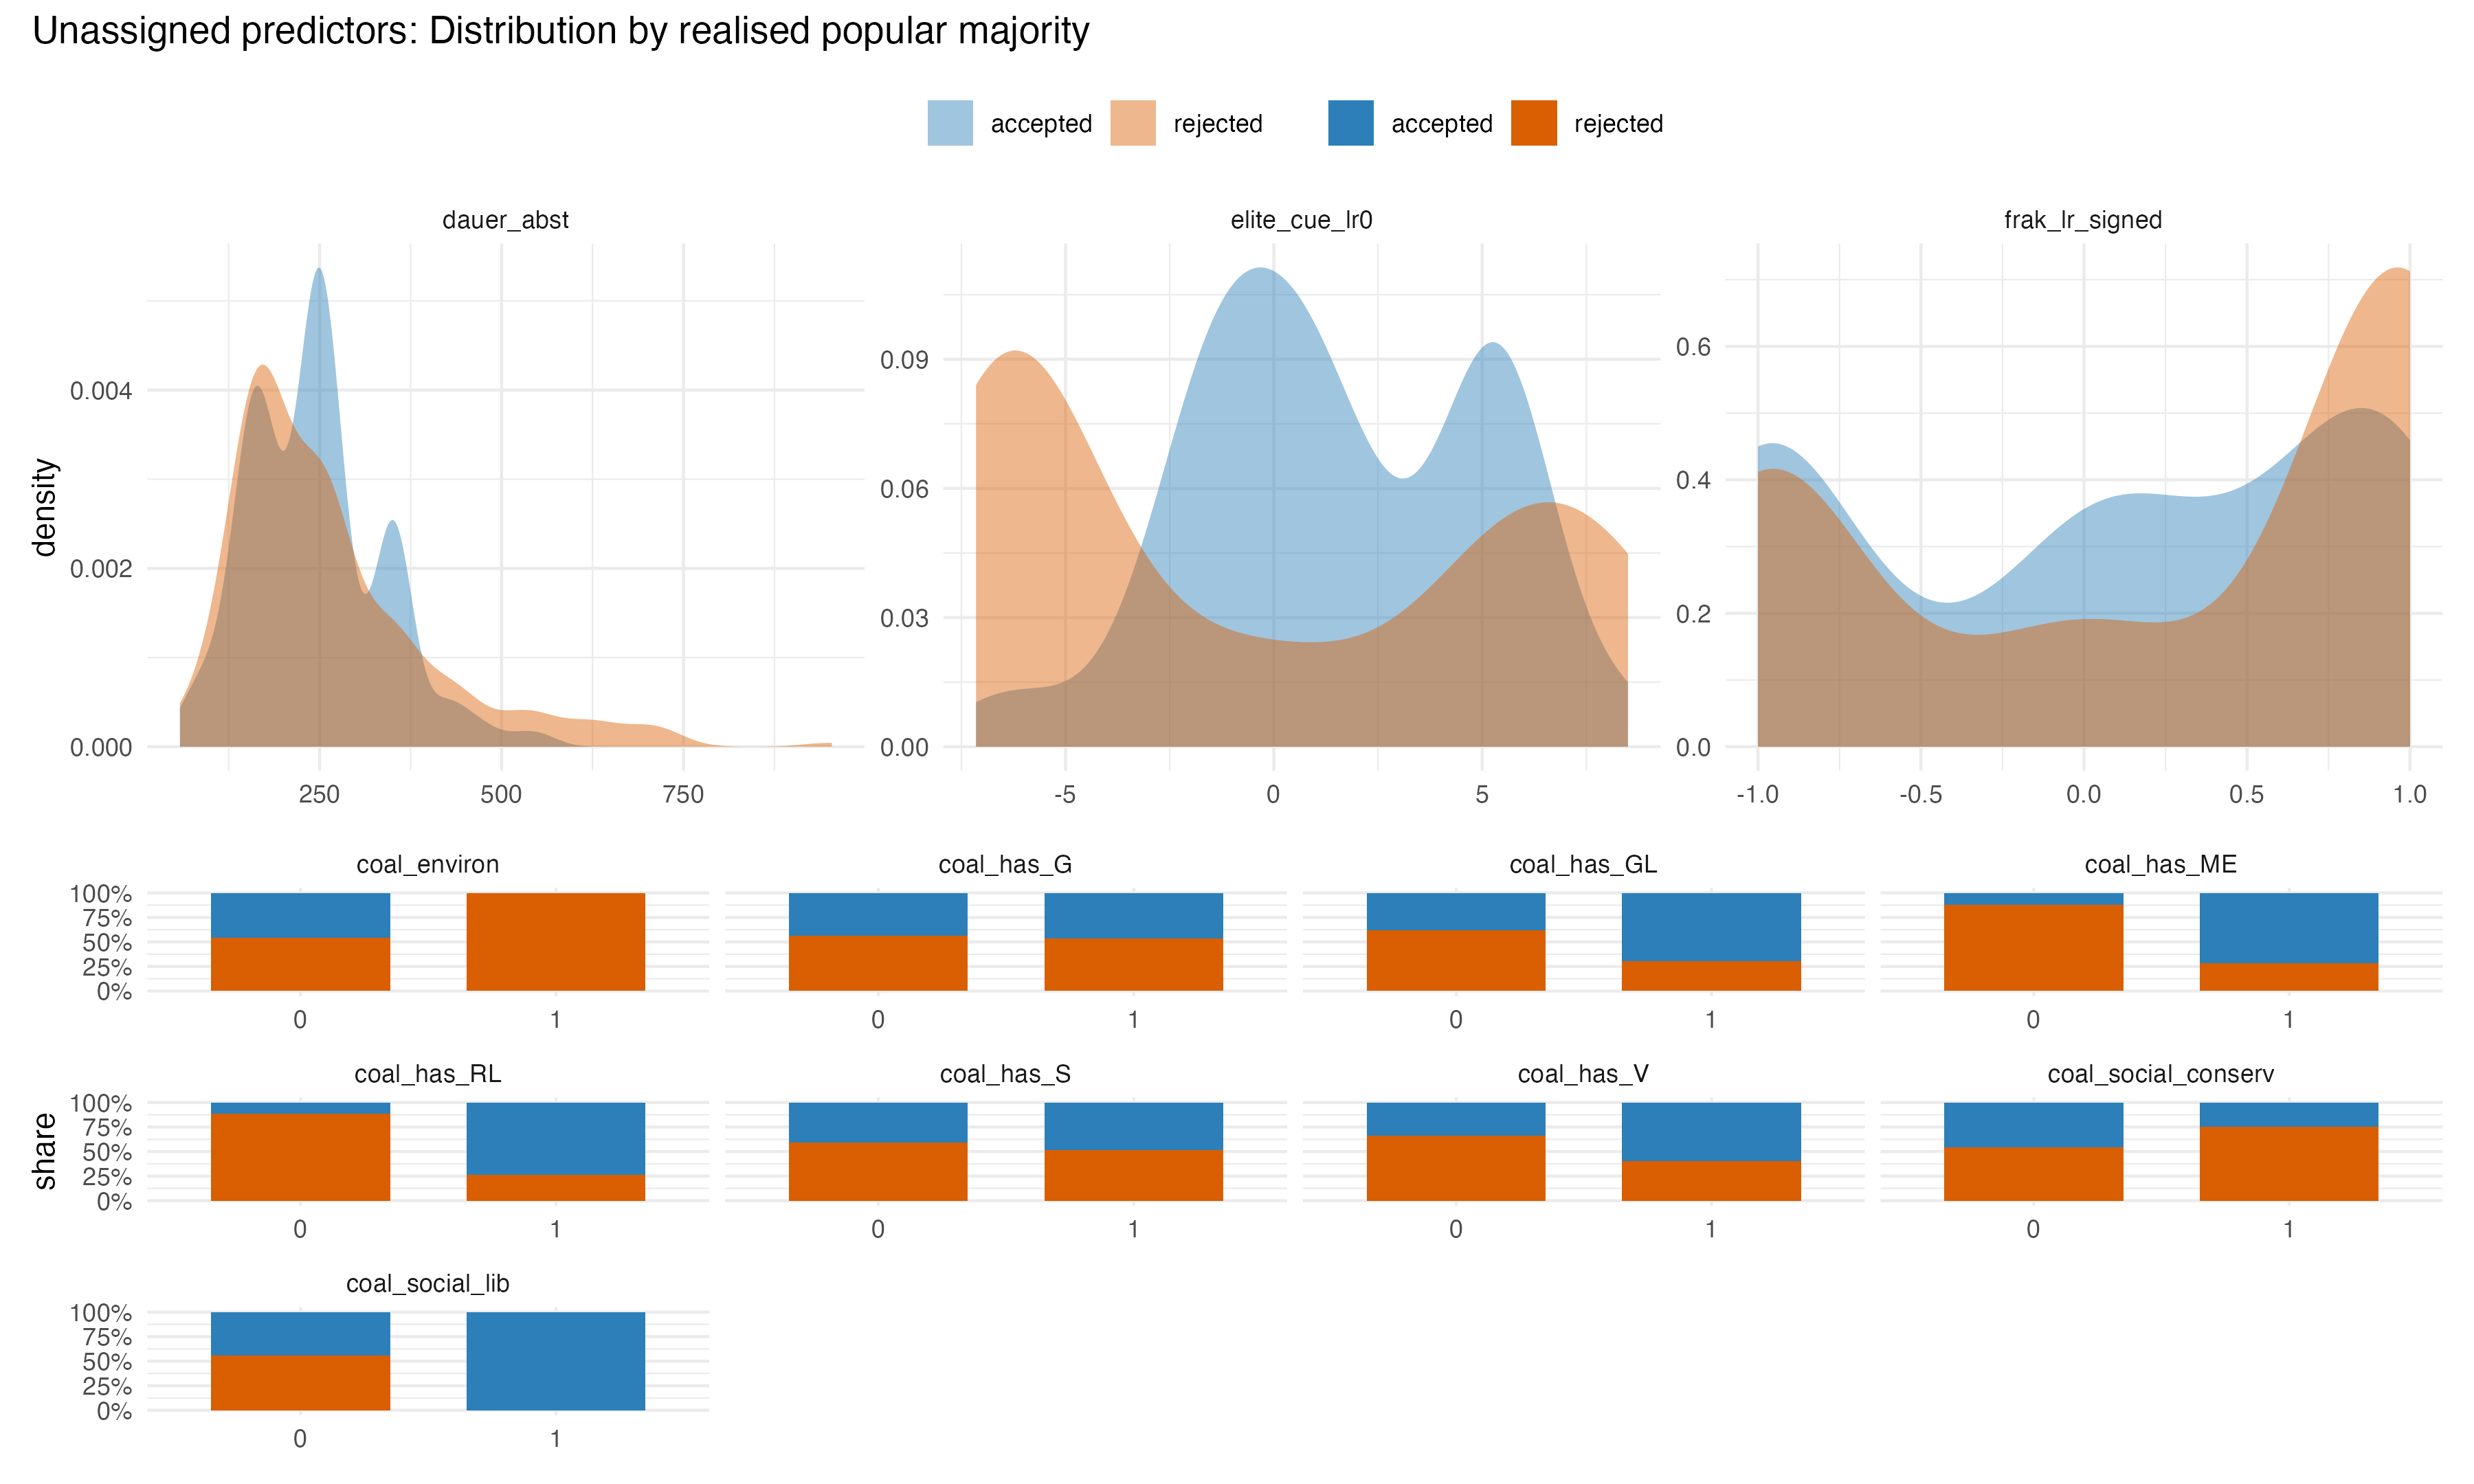 Unassigned predictors: Distribution by realised popular majority
accepted rejected accepted rejected
dauer_abst elite_cue_lr0 frak_lr_signed
density
0.004
0.002
0.000
250 500 750
0.09
0.06
0.03
0.00
-5 0 5
0.6
0.4
0.2
0.0
-1.0 -0.5 0.0 0.5 1.0
coal_environ coal_has_G coal_has_GL coal_has_ME
100%
75%
50%
25%
0%
0 1 0 1 0 1 0 1
share
coal_has_RL coal_has_S coal_has_V coal_social_conserv
100%
75%
50%
25%
0%
0 1 0 1 0 1 0 1
coal_social_lib
100%
75%
50%
25%
0%
0 1